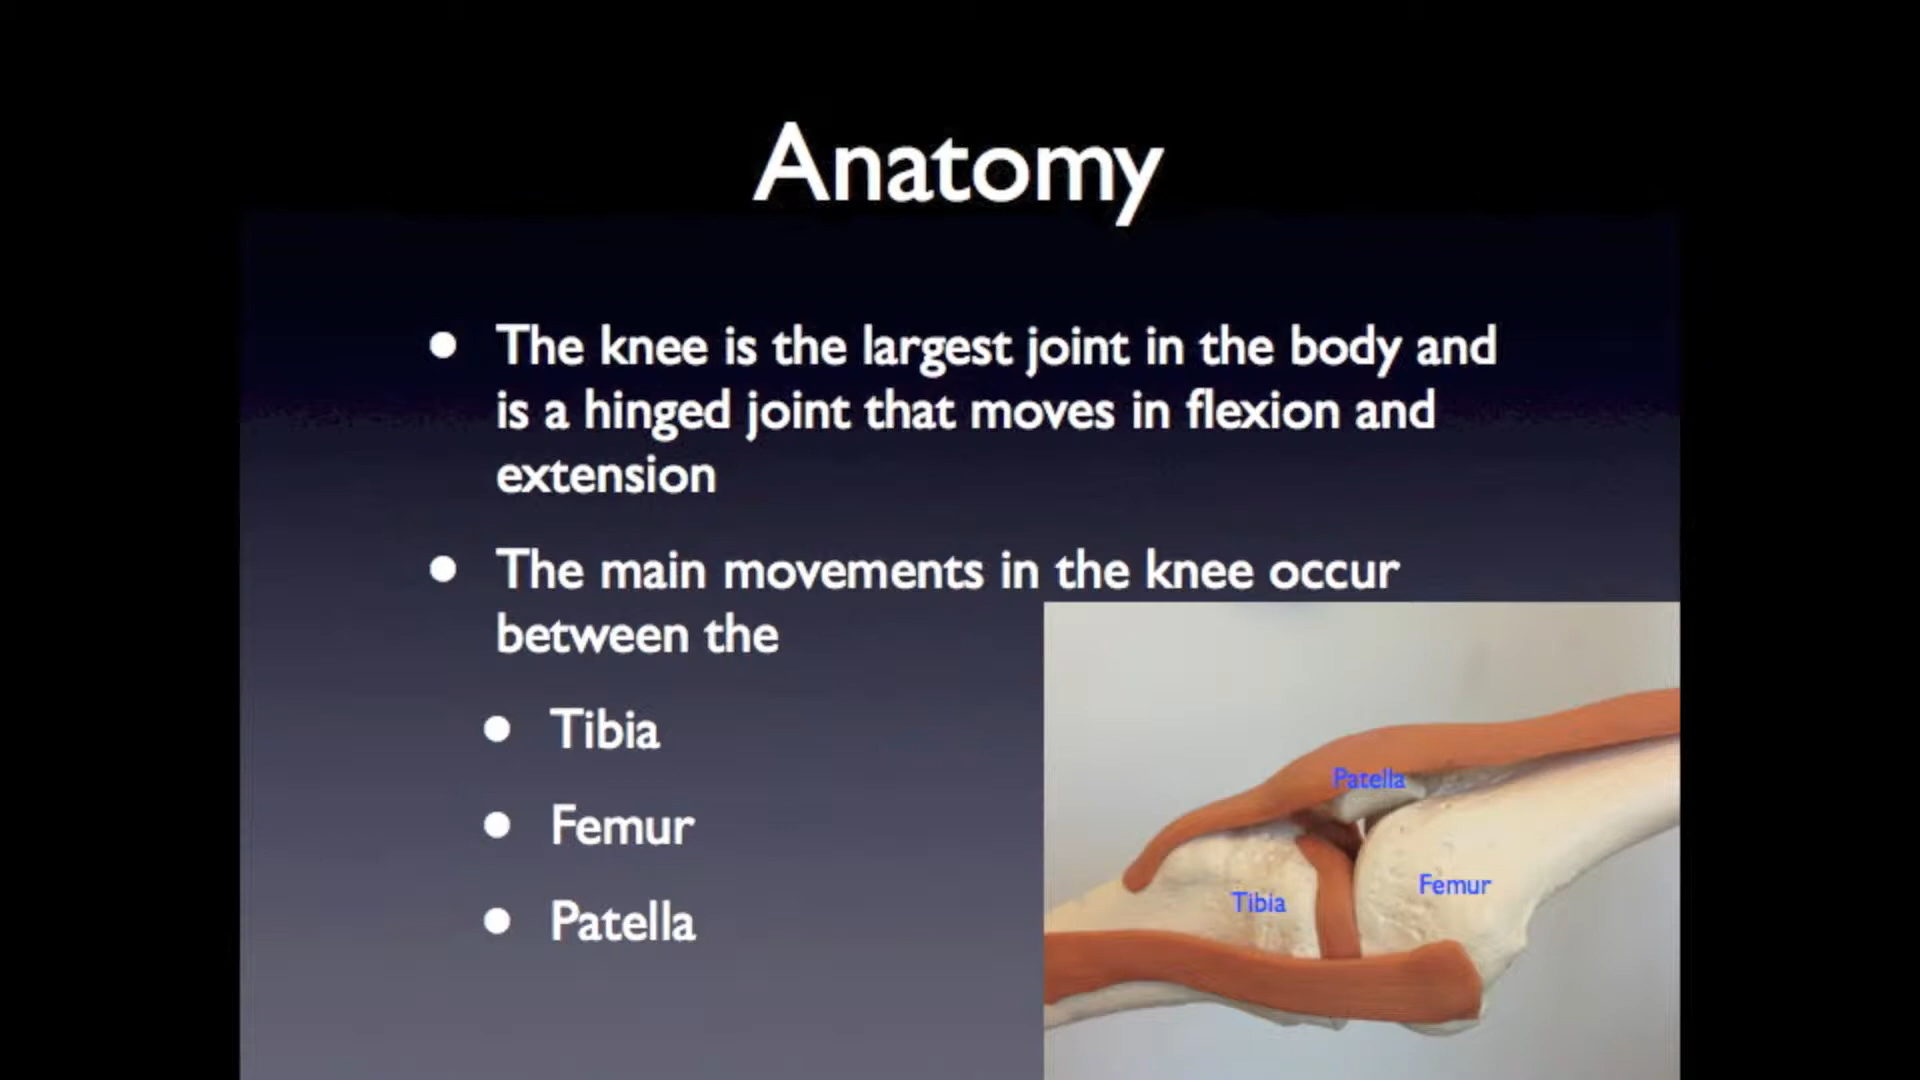 Anatomy
The knee is the largest joint in the body and
is a hinged joint that moves in flexion and
extension
The main movements in the knee occur
between the
Tibia
Femur
Patella
Patella
Femur
Tibia